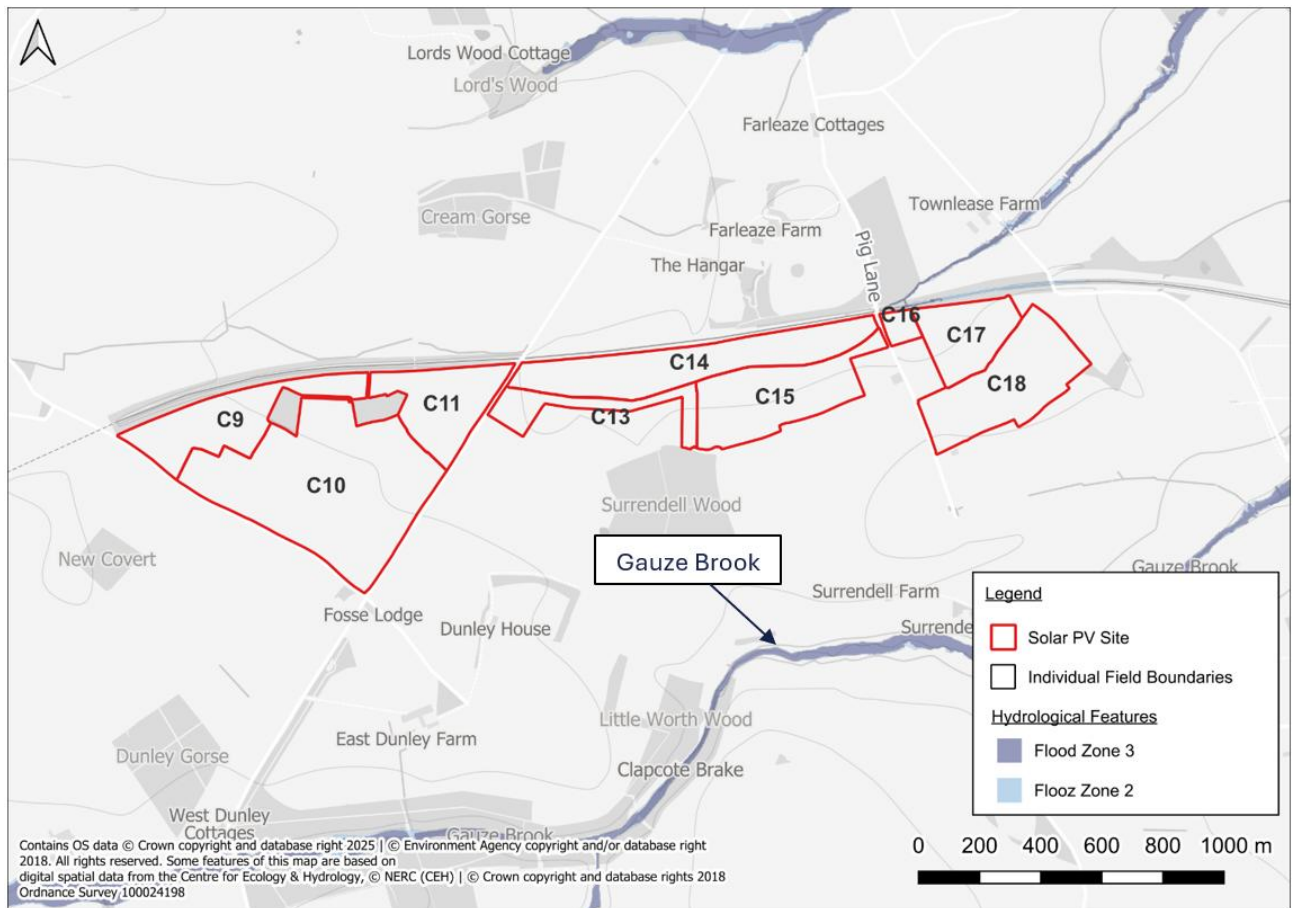 Lords Wood Cottage
Lord's Wood
Farleaze Cottages
Townlease Farm
Cream Gorse
Farleaze Farm
Pig Lane
The Hangar
C16
C17
C14
C18
C15
C11
C9
C13
C10
Surrendell Wood
New Covert
Gauze Brook
Gauze Brook
Surrendell Farm
Fosse Lodge
Dunley House
Surrende
Little Worth Wood
East Dunley Farm
Dunley Gorse
Clapcote Brake
West Dunley
Cottages
Gauze Brook
Legend
Solar PV Site
Individual Field Boundaries
Hydrological Features
Flood Zone 3
Flooz Zone 2
0 200 400 600 800 1000 m
Contains OS data © Crown copyright and database right 2025 | © Environment Agency copyright and/or database right
2018. All rights reserved. Some features of this map are based on
digital spatial data from the Centre for Ecology & Hydrology, © NERC (CEH) | © Crown copyright and database rights 2018
Ordnance Survey 100024198